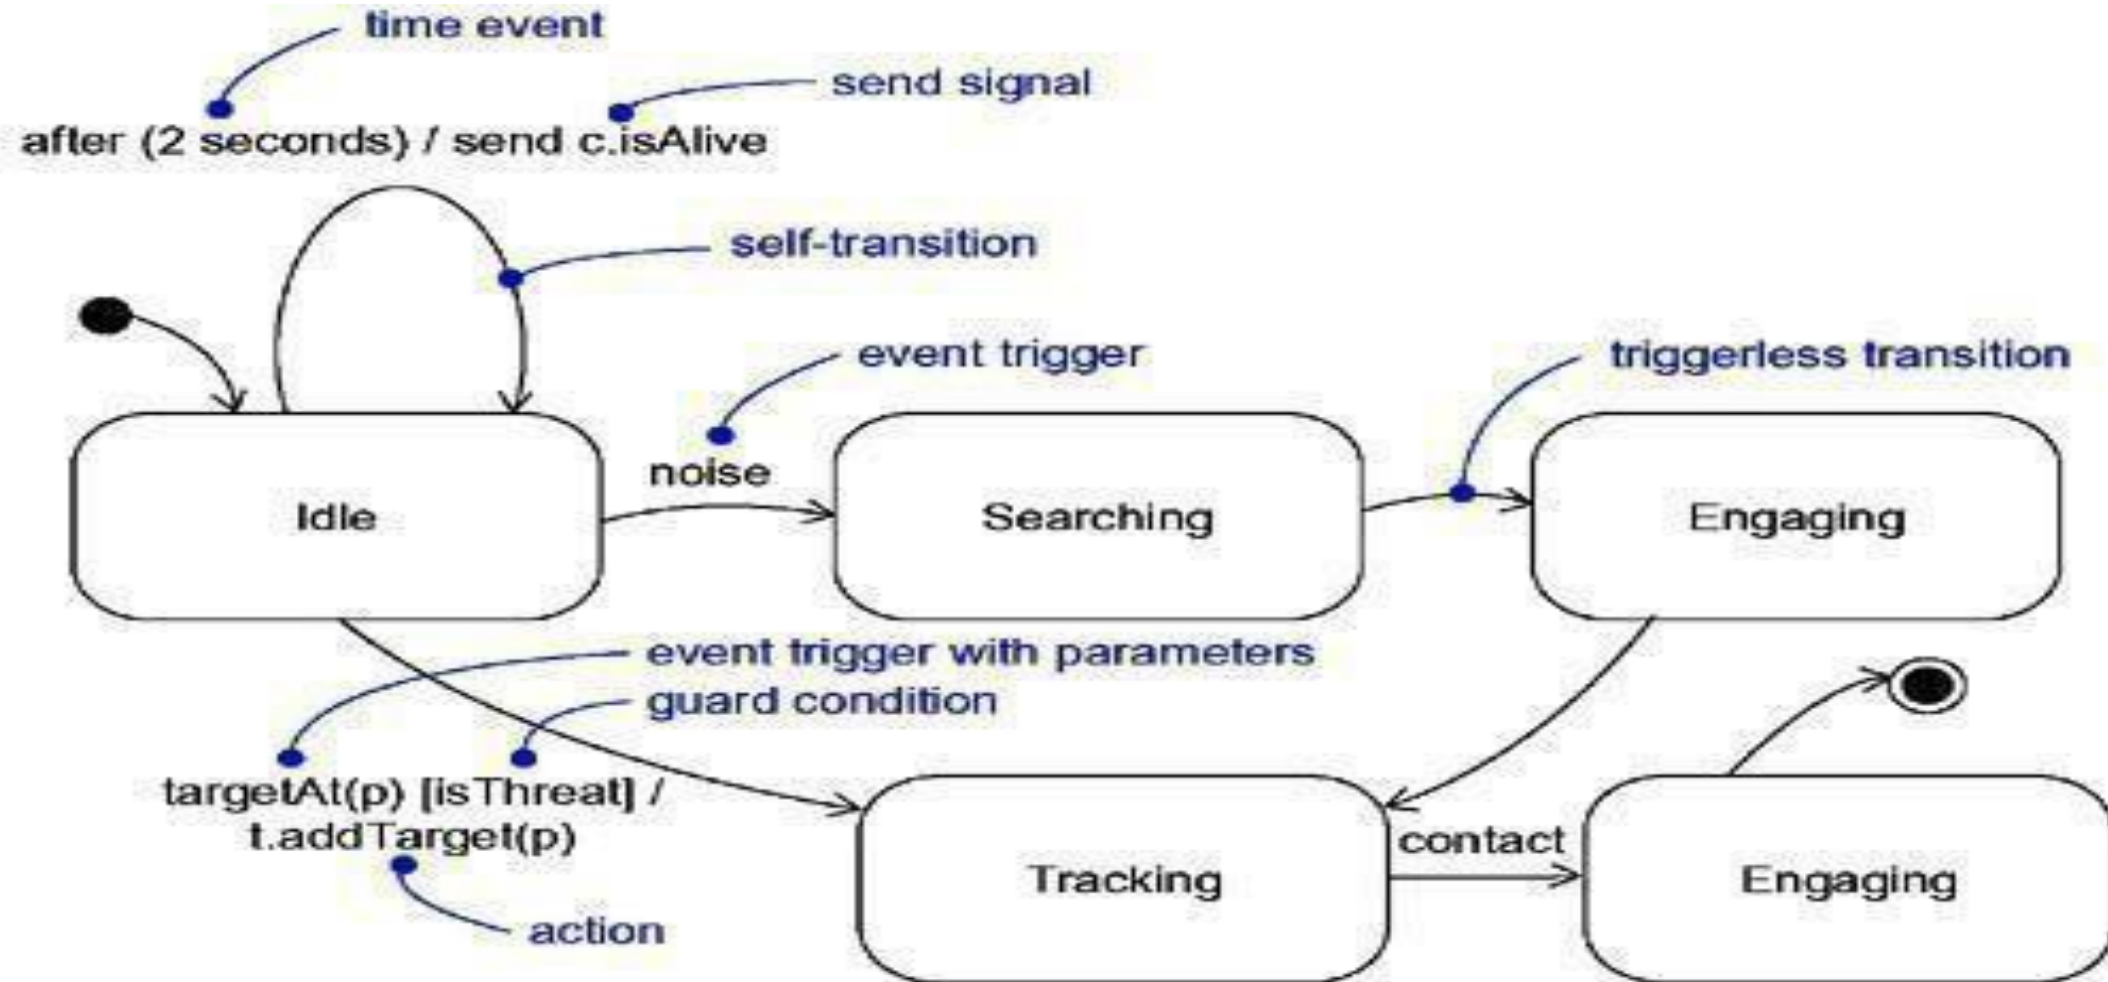 time event
send signal
after (2 seconds) / send c.isAlive
self-transition
event trigger
triggerless transition
noise
Idle
Searching
Engaging
event trigger with parameters
guard condition
targetAt(p) [isThreat] /
t.addTarget(p)
contact
Tracking
Engaging
action